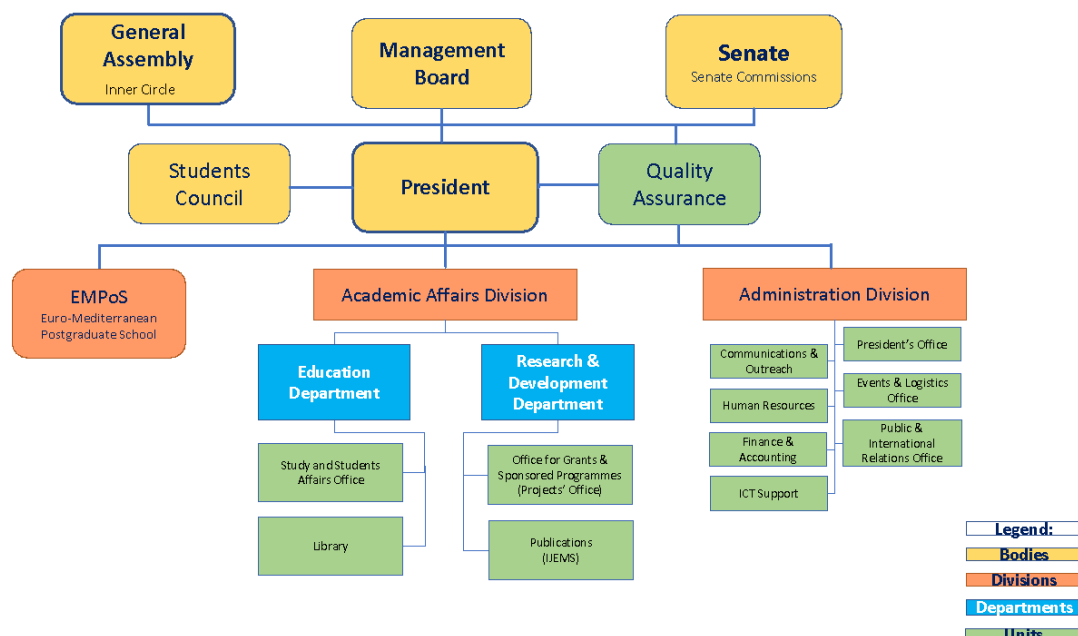 General
Assembly
Inner Circle
Management
Board
Senate
Senate Commissions
Students
Council
President
Quality
Assurance
EMPoS
Euro-Mediterranean
Postgraduate School
Academic Affairs Division
Administration Division
Education
Department
Research &
Development
Department
Study and Students
Affairs Office
Library
Office for Grants &
Sponsored Programmes
(Projects' Office)
Publications
(IJEMS)
Communications &
Outreach
Human Resources
Finance &
Accounting
ICT Support
President's Office
Events & Logistics
Office
Public &
International
Relations Office
Legend:
Bodies
Divisions
Departments
Units